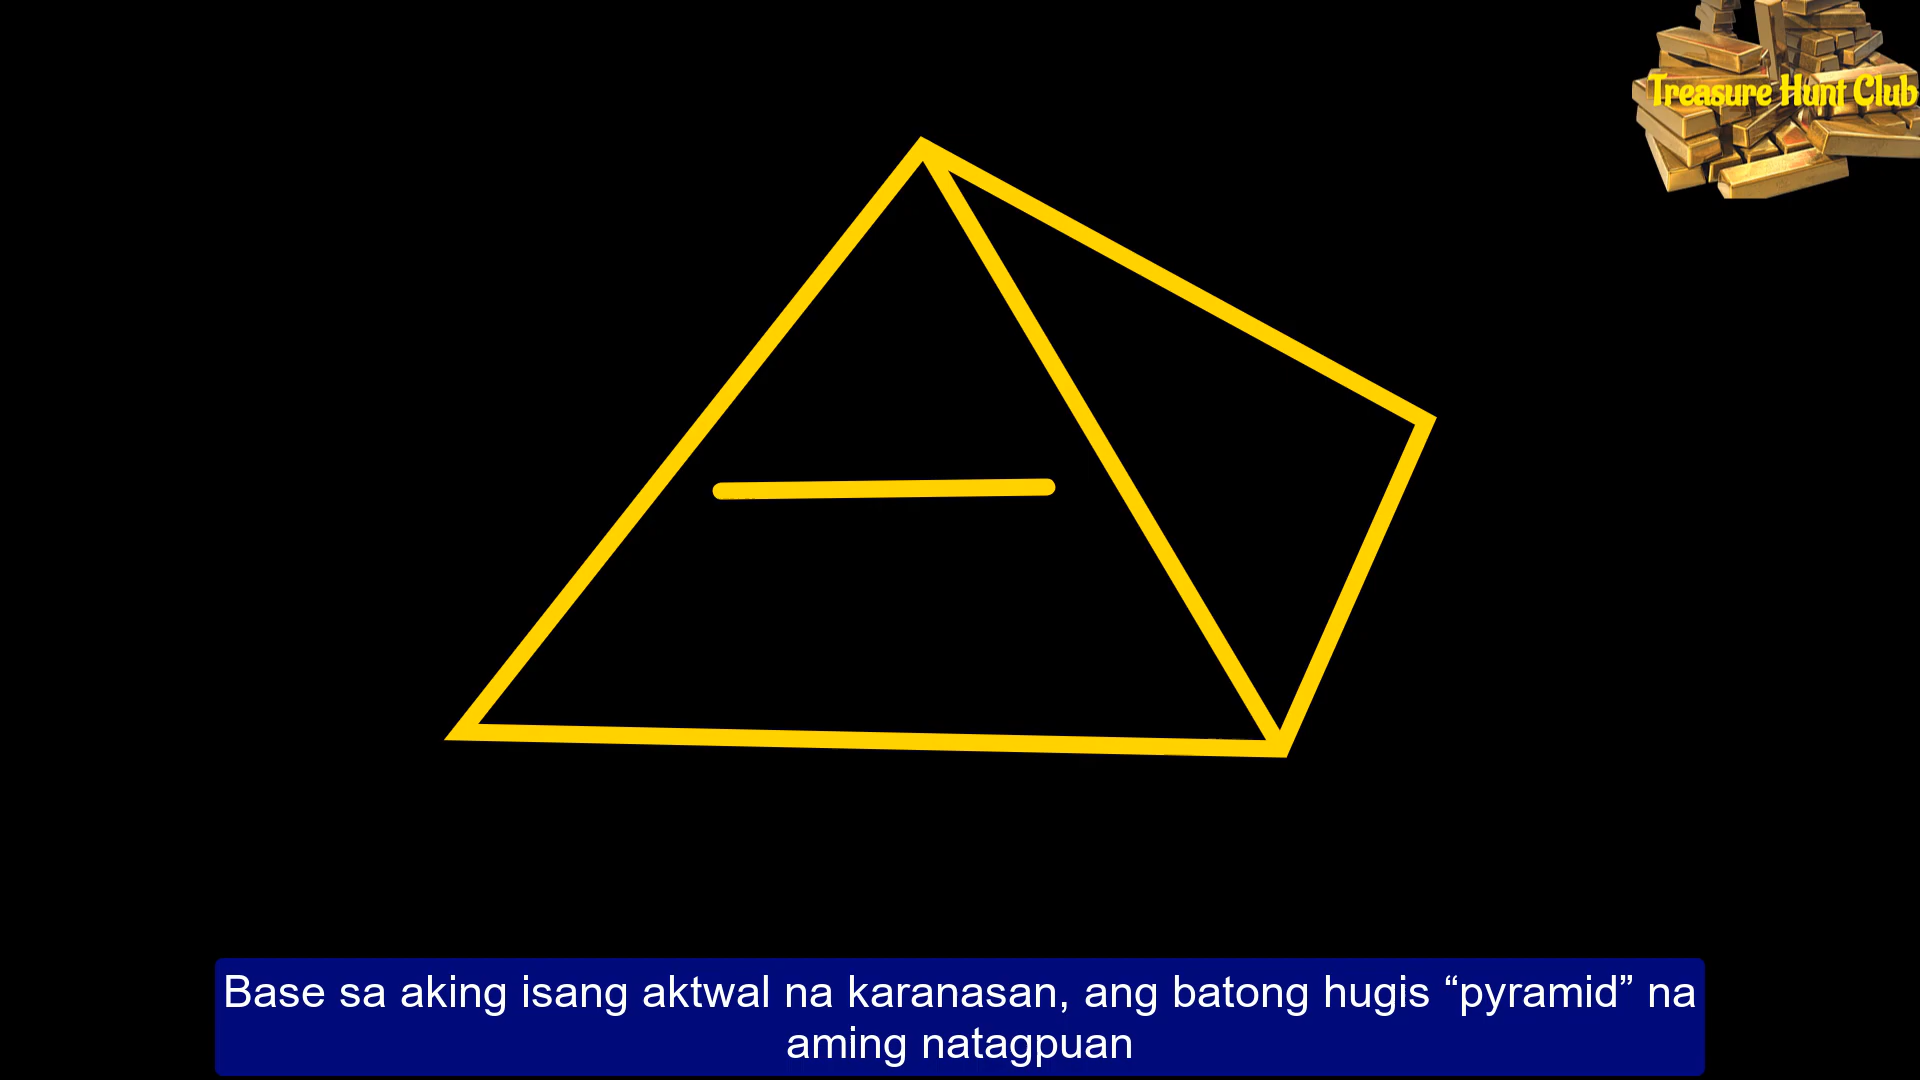 Treasure Hunt Club
Base sa aking isang aktwal na karanasan, ang batong hugis “pyramid” na
aming natagpuan